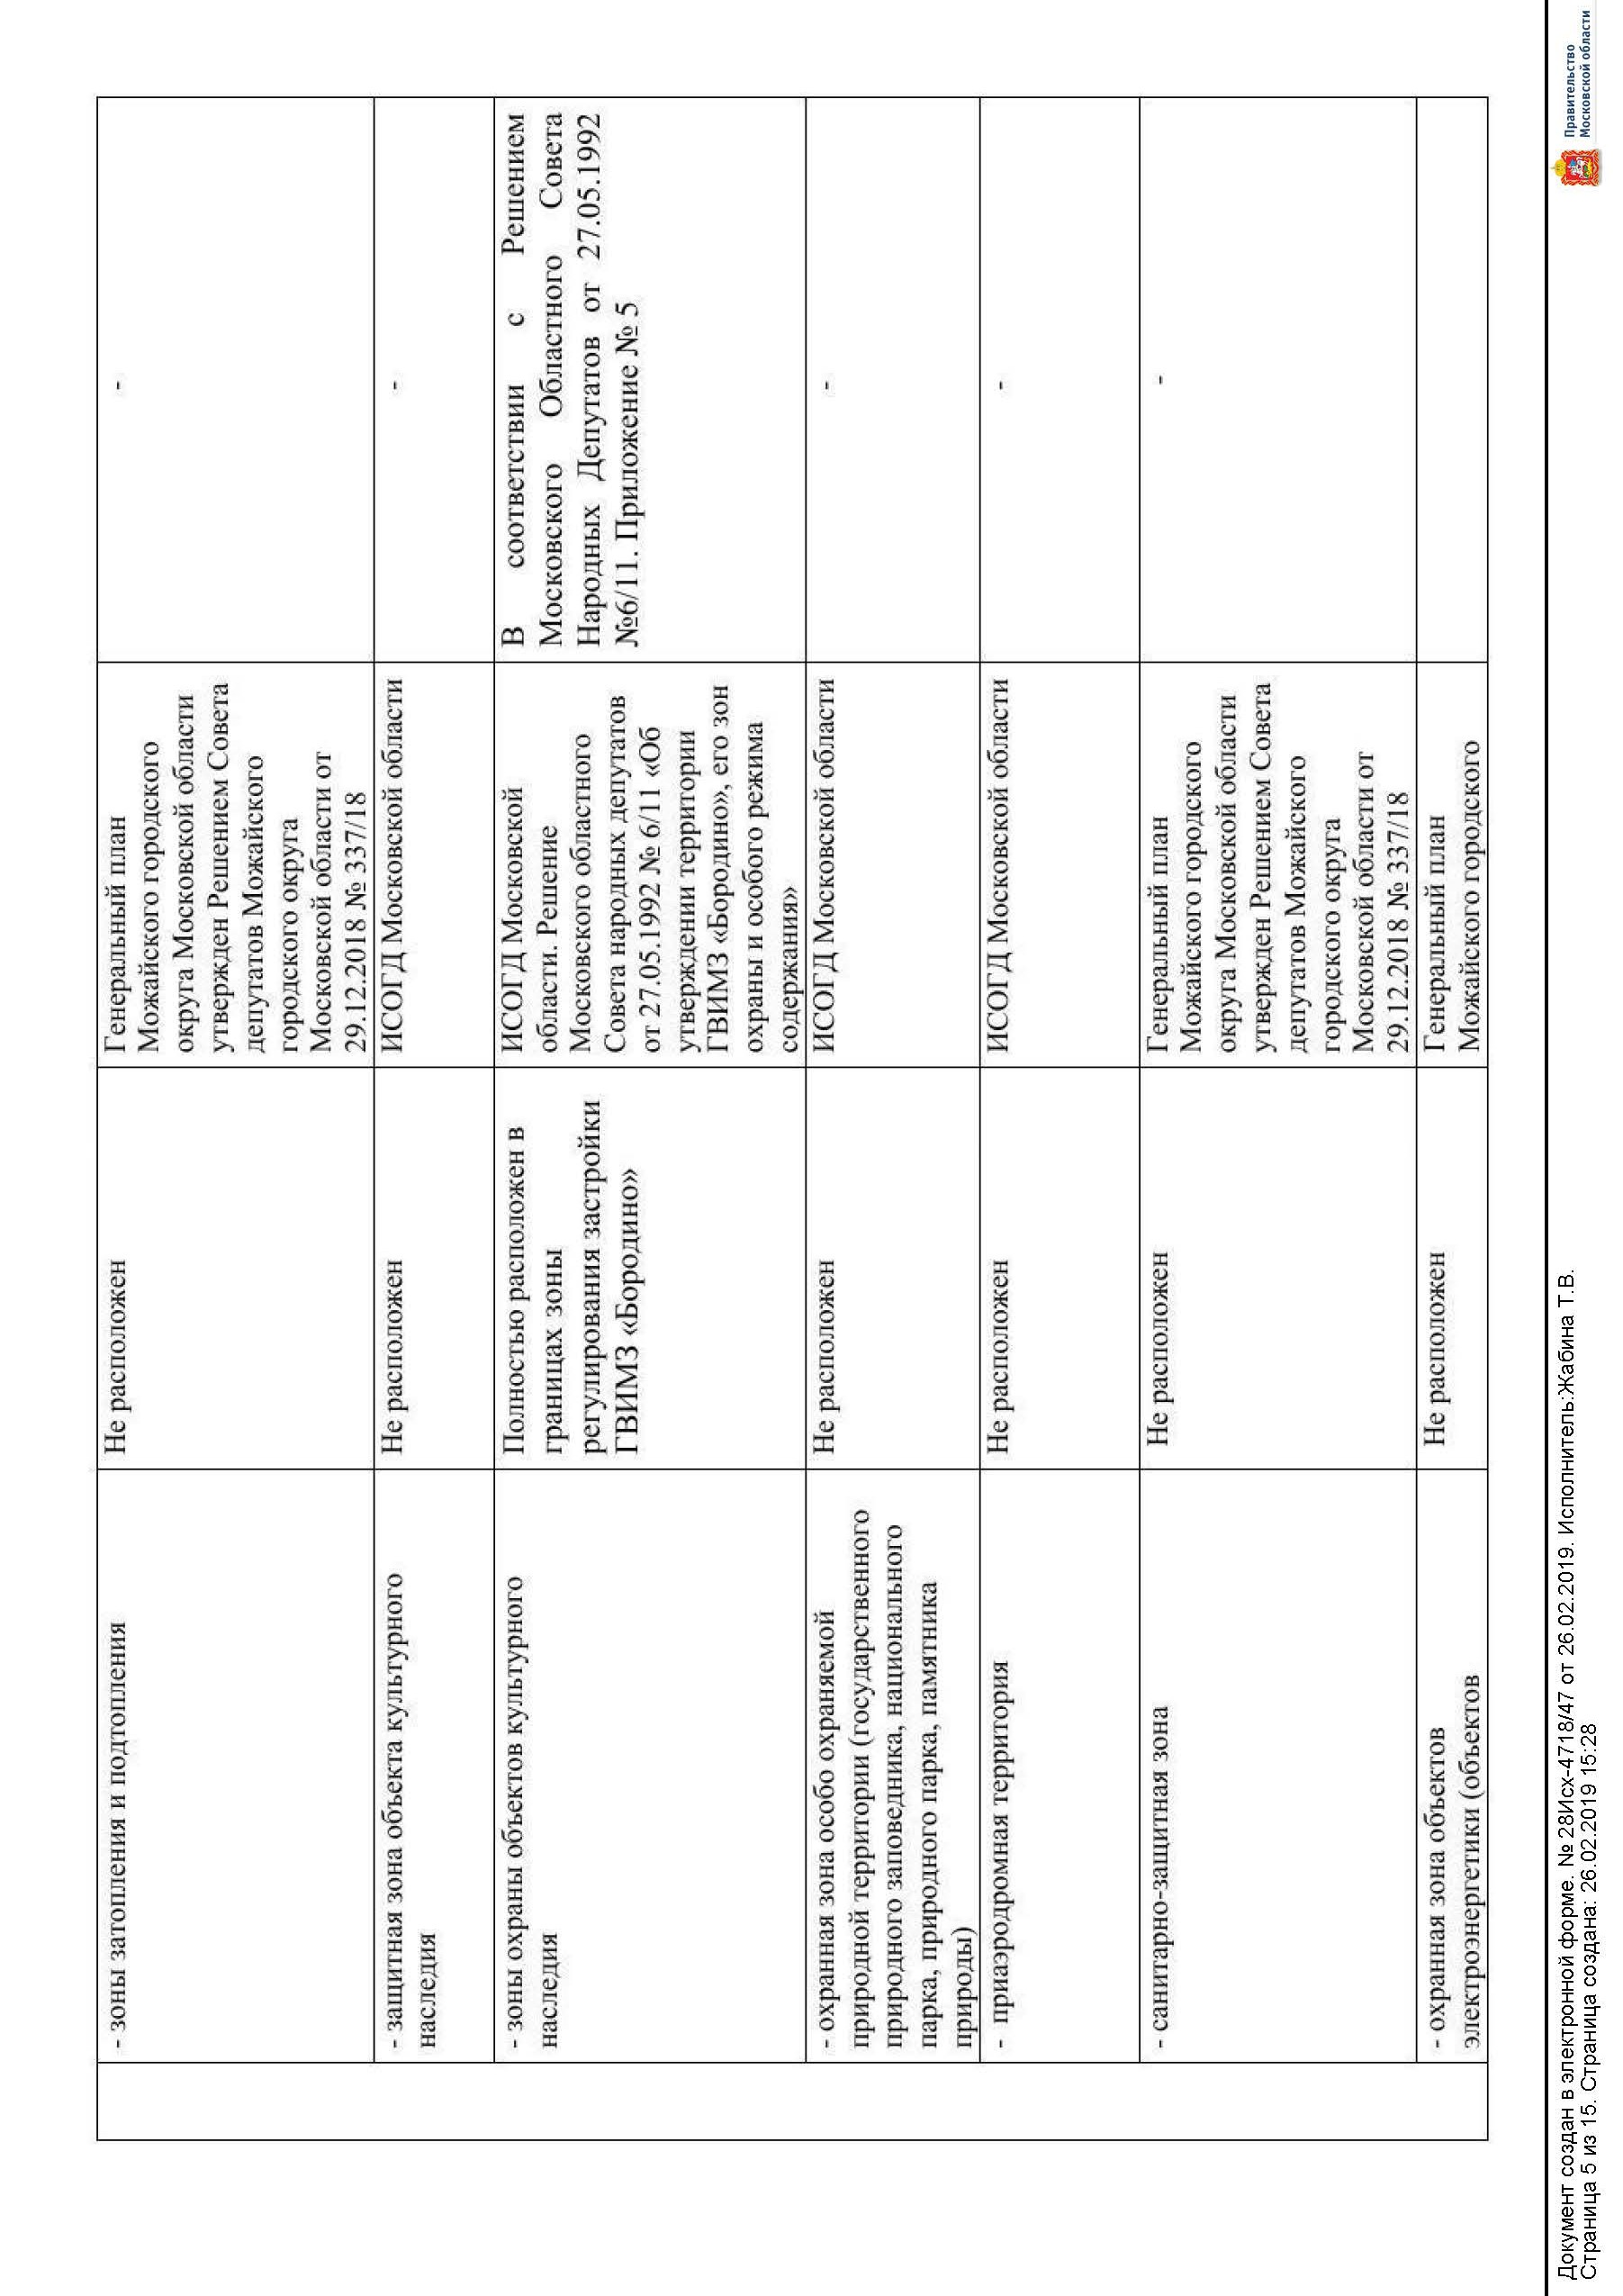 - зоны затопления и подтопления
Не расположен
Генеральный план
Можайского городского
округа Московской области
утвержден Решением Совета
депутатов Можайского
городского округа
Московской области от
29.12.2018 № 337/18
-
- защитная зона объекта культурного
наследия
Не расположен
ИСОГД Московской области
-
- зоны охраны объектов культурного
наследия
Полностью расположен в
границах зоны
регулирования застройки
ГВИМЗ «Бородино»
ИСОГД Московской
области. Решение
Московского областного
Совета народных депутатов
от 27.05.1992 № 6/11 «Об
утверждении территории
ГВИМЗ «Бородино», его зон
охраны и особого режима
содержания»
В соответствии с Решением
Московского Областного Совета
Народных Депутатов от 27.05.1992
№6/11. Приложение № 5
- охранная зона особо охраняемой
природной территории (государственного
природного заповедника, национального
парка, природного парка, памятника
природы)
Не расположен
ИСОГД Московской области
-
- приаэродромная территория
Не расположен
ИСОГД Московской области
-
- санитарно-защитная зона
Не расположен
Генеральный план
Можайского городского
округа Московской области
утвержден Решением Совета
депутатов Можайского
городского округа
Московской области от
29.12.2018 № 337/18
-
- охранная зона объектов
электроэнергетики (объектов
Не расположен
Генеральный план
Можайского городского
Документ создан в электронной форме. № 28Исх-4718/47 от 26.02.2019. Исполнитель:Жабина Т.В.
Страница 5 из 15. Страница создана: 26.02.2019 15:28
Правительство
Московской области